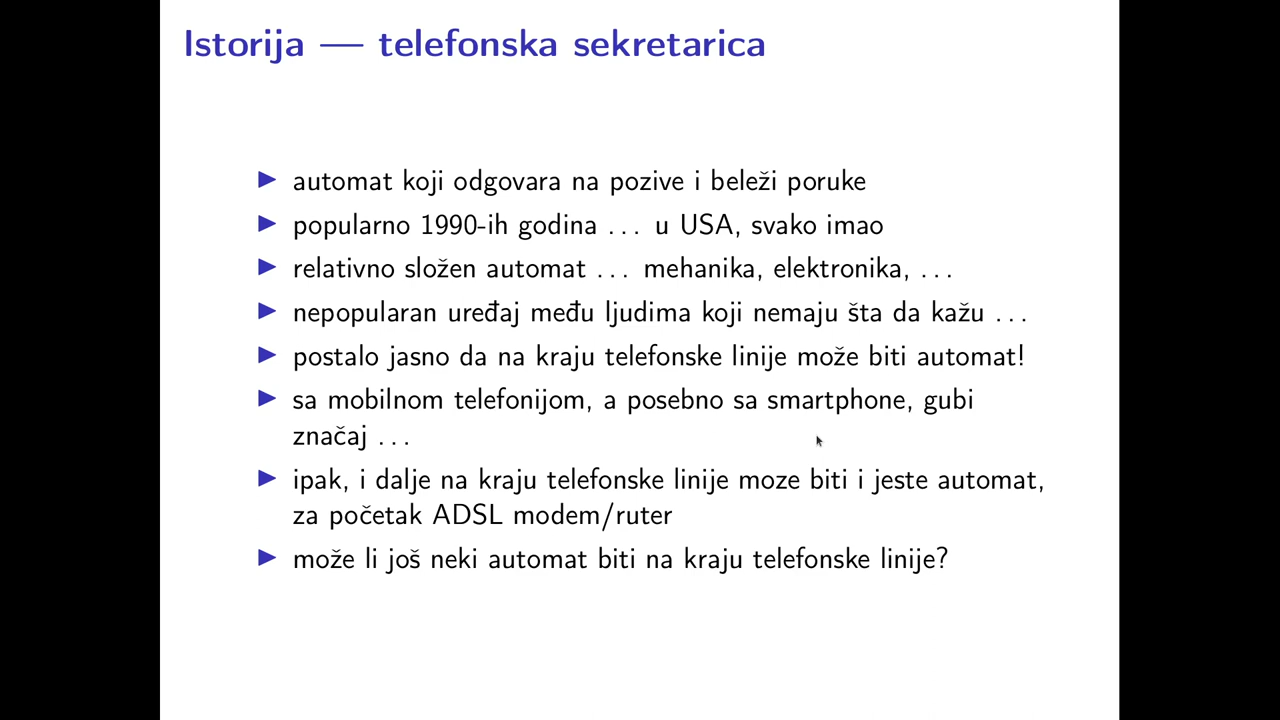 Istorija — telefonska sekretarica
▶ automat koji odgovara na pozive i beleži poruke
▶ popularno 1990-ih godina ... u USA, svako imao
▶ relativno složen automat ... mehanika, elektronika, ...
▶ nepopularan uređaj među ljudima koji nemaju šta da kažu ...
▶ postalo jasno da na kraju telefonske linije može biti automat!
▶ sa mobilnom telefonijom, a posebno sa smartphone, gubi
značaj ...
▶ ipak, i dalje na kraju telefonske linije moze biti i jeste automat,
za početak ADSL modem/ruter
▶ može li još neki automat biti na kraju telefonske linije?